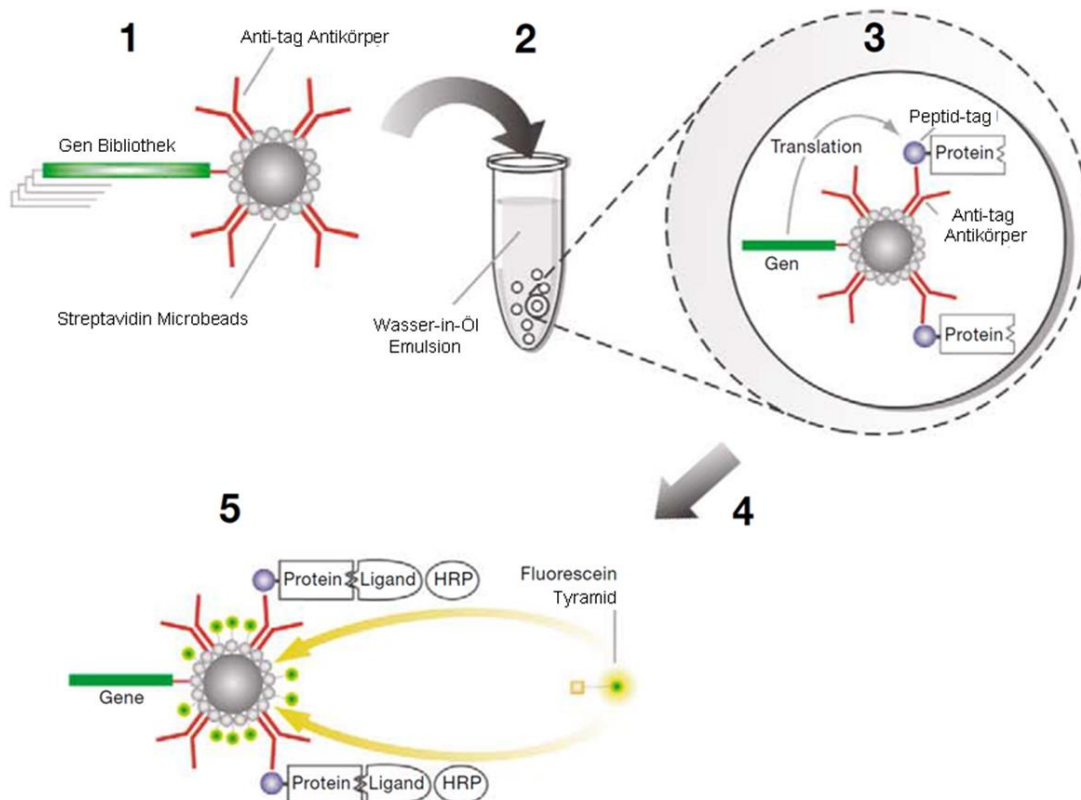 1
Anti-tag Antikörper
Gen Bibliothek
Streptavidin Microbeads
2
Wasser-in-Öl
Emulsion
3
Peptid-tag
Translation
Protein
Anti-tag
Antikörper
Gen
Protein
4
5
Protein Ligand HRP
Fluorescein
Tyramid
Gene
Protein Ligand HRP